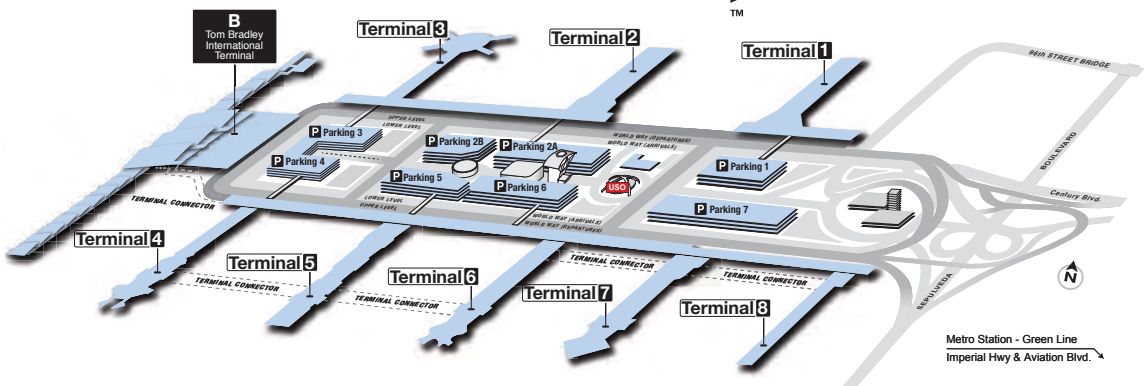 ™
B
Tom Bradley
International
Terminal
Terminal 3
Terminal 2
Terminal 1
96th STREET BRIDGE
UPPER LEVEL
LOWER LEVEL
WORLD WAY (DEPARTURES)
WORLD WAY (ARRIVALS)
P Parking 3
P Parking 2B
P Parking 2A
P Parking 1
P Parking 4
P Parking 5
P Parking 6
USO
P Parking 7
BOULEVARD
Century Blvd.
TERMINAL CONNECTOR
LOWER LEVEL
UPPER LEVEL
WORLD WAY (ARRIVALS)
WORLD WAY (DEPARTURES)
Terminal 4
Terminal 5
Terminal 6
Terminal 7
Terminal 8
TERMINAL CONNECTOR
TERMINAL CONNECTOR
TERMINAL CONNECTOR
TERMINAL CONNECTOR
SEPULVEDA
N
Metro Station - Green Line
Imperial Hwy & Aviation Blvd.